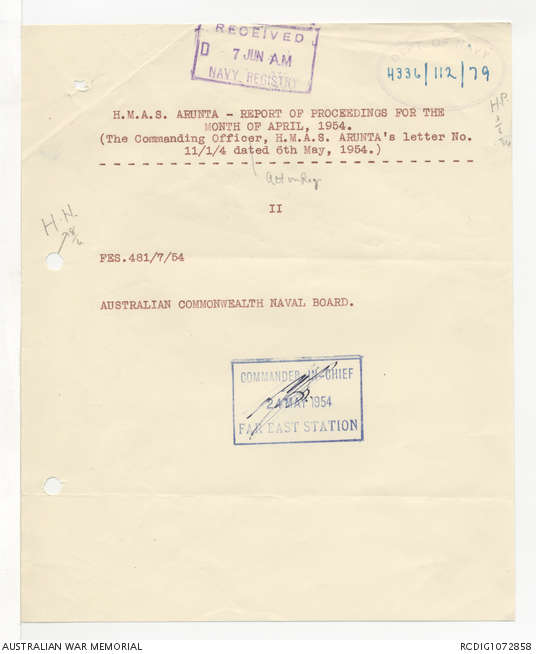 RECEIVED
D 7 JUN A.M
NAVY REGISTRY
4336/112/79
H.P.
H.M.A.S. ARUNTA - REPORT OF PROCEEDINGS FOR THE
MONTH OF APRIL, 1954.
(The Commanding Officer, H.M.A.S. ARUNTA's letter No.
11/1/4 dated 6th May, 1954.)
II
H.H.
FES.481/7/54
AUSTRALIAN COMMONWEALTH NAVAL BOARD.
COMMANDER-IN-CHIEF
24 MAY 1954
FAR EAST STATION
AUSTRALIAN WAR MEMORIAL
RCDIG1072858